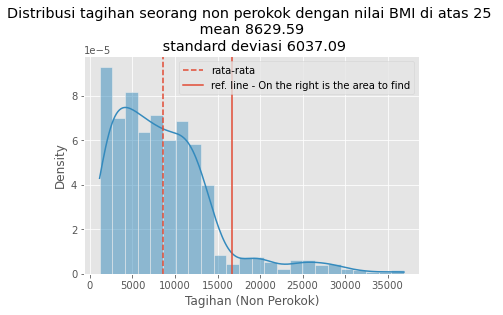 Distribusi tagihan seorang non perokok dengan nilai BMI di atas 25
mean 8629.59
standard deviasi 6037.09
1e−5
rata-rata
ref. line - On the right is the area to find
8
6
4
2
0
Density
0 5000 10000 15000 20000 25000 30000 35000
Tagihan (Non Perokok)